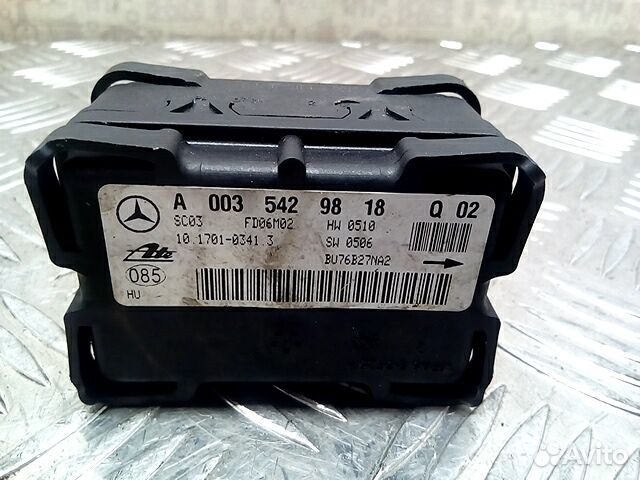 A 003 542 98 18 Q 02
SC03 FD06M02 HW 0510
10.1701-0341.3 SW 0506
Ate BU76B27NA2
085
HU
Avito